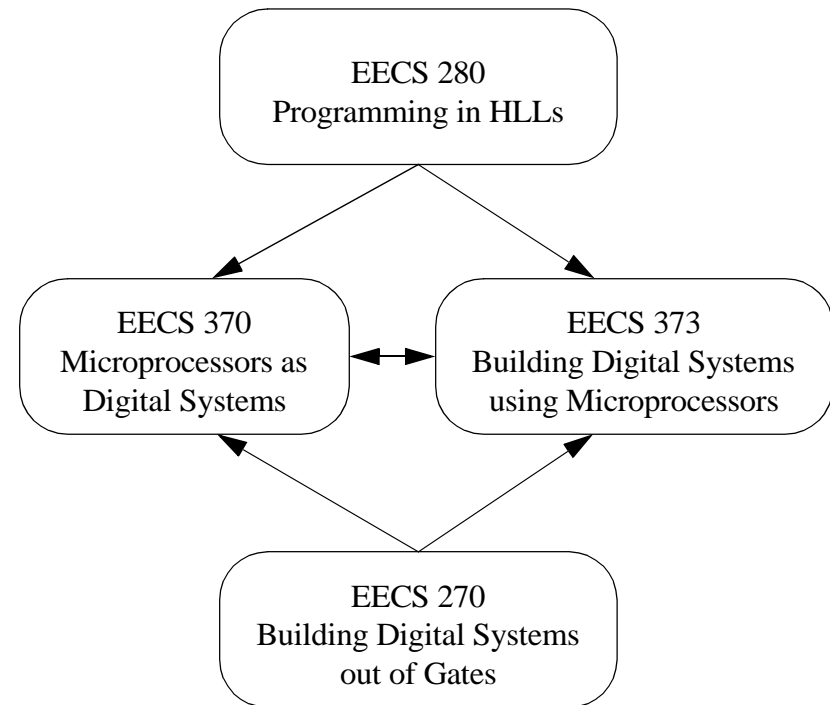 EECS 280
Programming in HLLs
EECS 370
Microprocessors as
Digital Systems
EECS 373
Building Digital Systems
using Microprocessors
EECS 270
Building Digital Systems
out of Gates